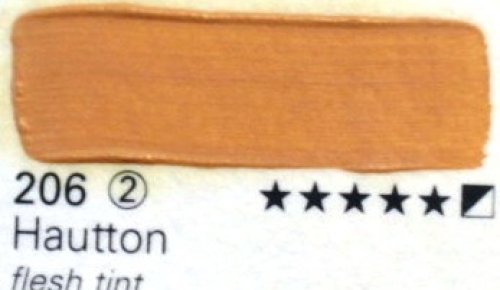 206 ② ★★★★★
Hautton
flesh tint